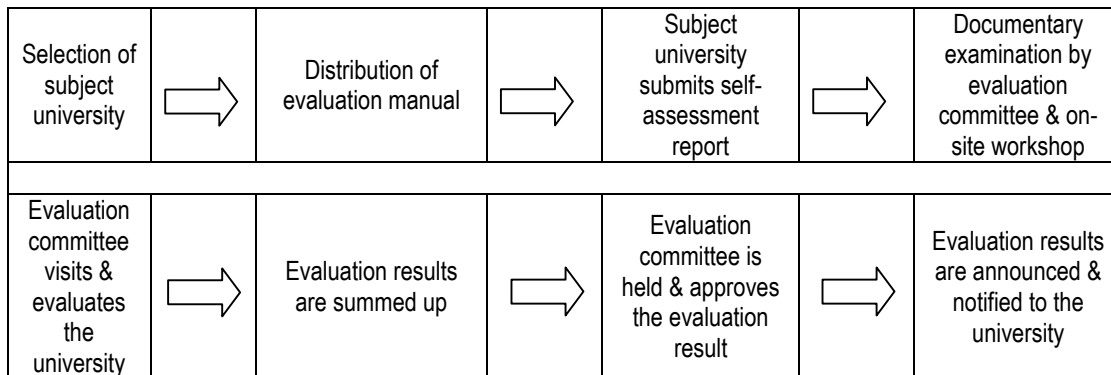 Selection of
subject
university
Distribution of
evaluation manual
Subject
university
submits self-
assessment
report
Documentary
examination by
evaluation
committee & on-
site workshop
Evaluation
committee
visits &
evaluates
the
university
Evaluation results
are summed up
Evaluation
committee is
held & approves
the evaluation
result
Evaluation results
are announced &
notified to the
university